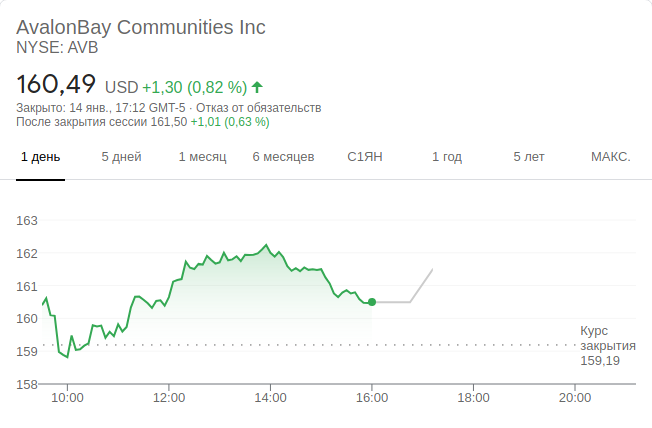 AvalonBay Communities Inc
NYSE: AVB
160,49 USD +1,30 (0,82 %)
Закрыто: 14 янв., 17:12 GMT-5 · Отказ от обязательств
После закрытия сессии 161,50 +1,01 (0,63 %)
1 день 5 дней 1 месяц 6 месяцев С1ЯН 1 год 5 лет МАКС.
163
162
161
160
159
158
Курс
закрытия
159,19
10:00 12:00 14:00 16:00 18:00 20:00